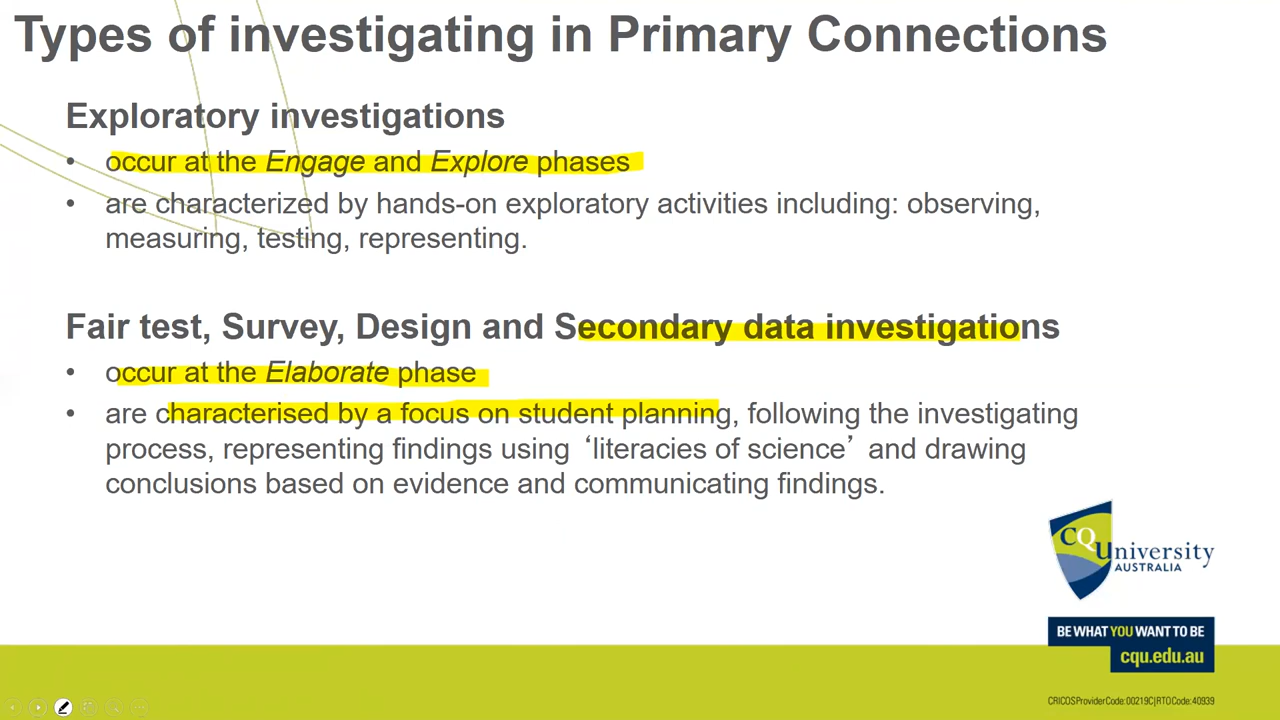 Types of investigating in Primary Connections
Exploratory investigations
• occur at the Engage and Explore phases
• are characterized by hands-on exploratory activities including: observing,
measuring, testing, representing.
Fair test, Survey, Design and Secondary data investigations
• occur at the Elaborate phase
• are characterised by a focus on student planning, following the investigating
process, representing findings using ‘literacies of science’ and drawing
conclusions based on evidence and communicating findings.
CQUniversity
AUSTRALIA
BE WHAT YOU WANT TO BE
cqu.edu.au
CRICOS Provider Code: 00219C | RTO Code: 40939